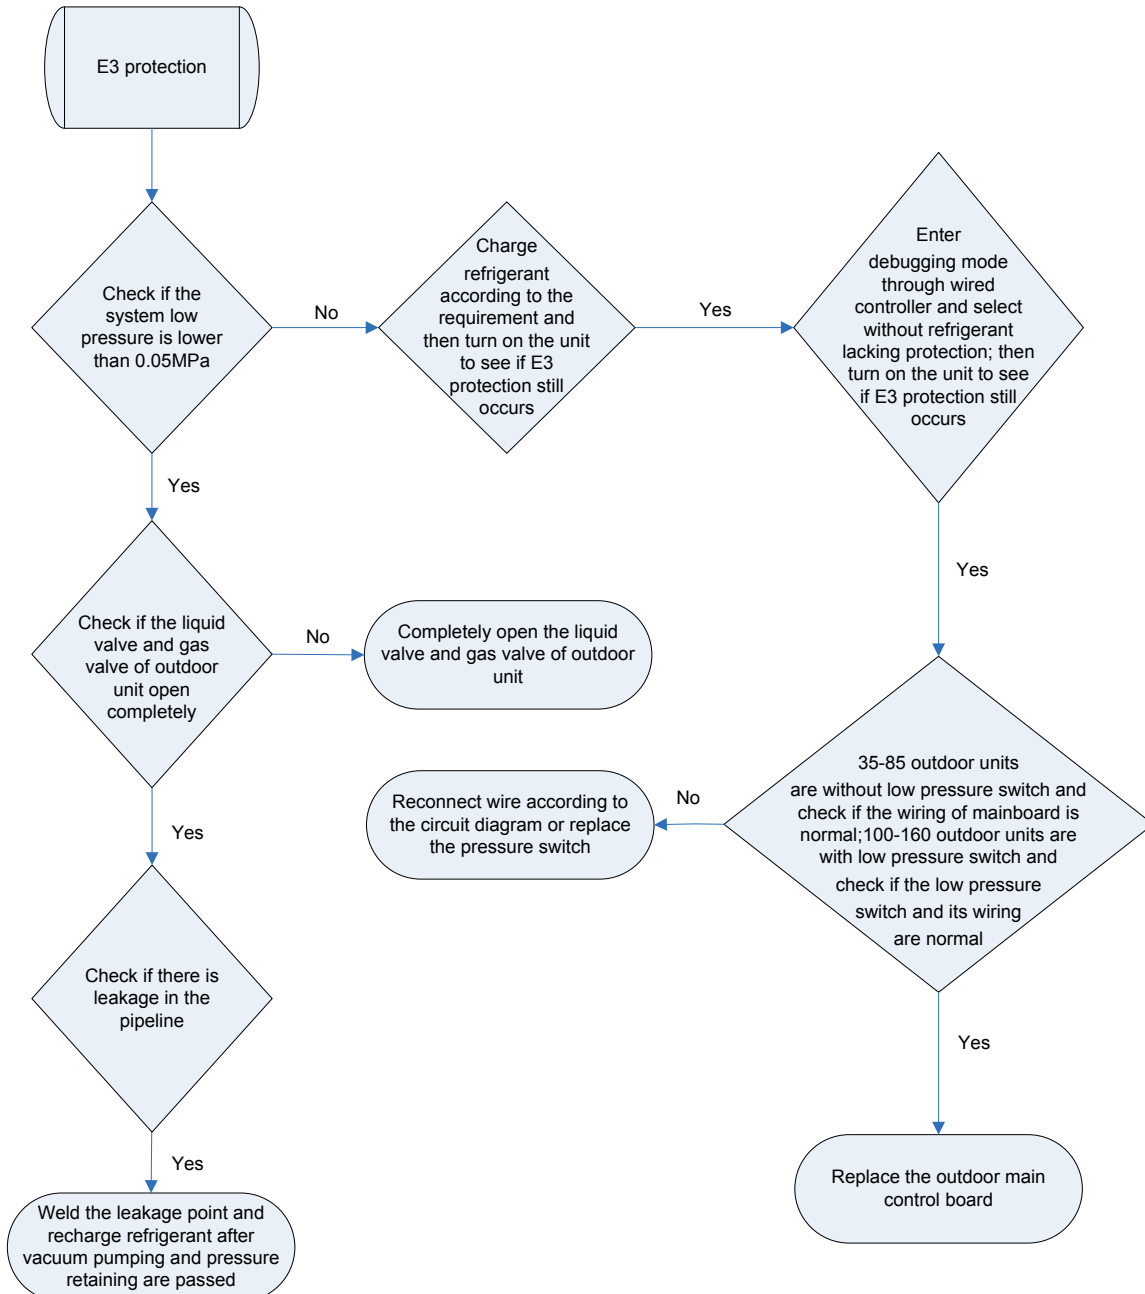 E3 protection
Check if the
system low
pressure is lower
than 0.05MPa
No
Charge
refrigerant
according to the
requirement and
then turn on the unit
to see if E3
protection still
occurs
Yes
Enter
debugging mode
through wired
controller and select
without refrigerant
lacking protection; then
turn on the unit to see
if E3 protection still
occurs
Yes
Yes
Check if the liquid
valve and gas
valve of outdoor
unit open
completely
No
Completely open the liquid
valve and gas valve of outdoor
unit
35-85 outdoor units
are without low pressure switch and
check if the wiring of mainboard is
normal;100-160 outdoor units are
with low pressure switch and
check if the low pressure
switch and its wiring
are normal
No
Reconnect wire according to
the circuit diagram or replace
the pressure switch
Yes
Check if there is
leakage in the
pipeline
Yes
Yes
Weld the leakage point and
recharge refrigerant after
vacuum pumping and pressure
retaining are passed
Replace the outdoor main
control board